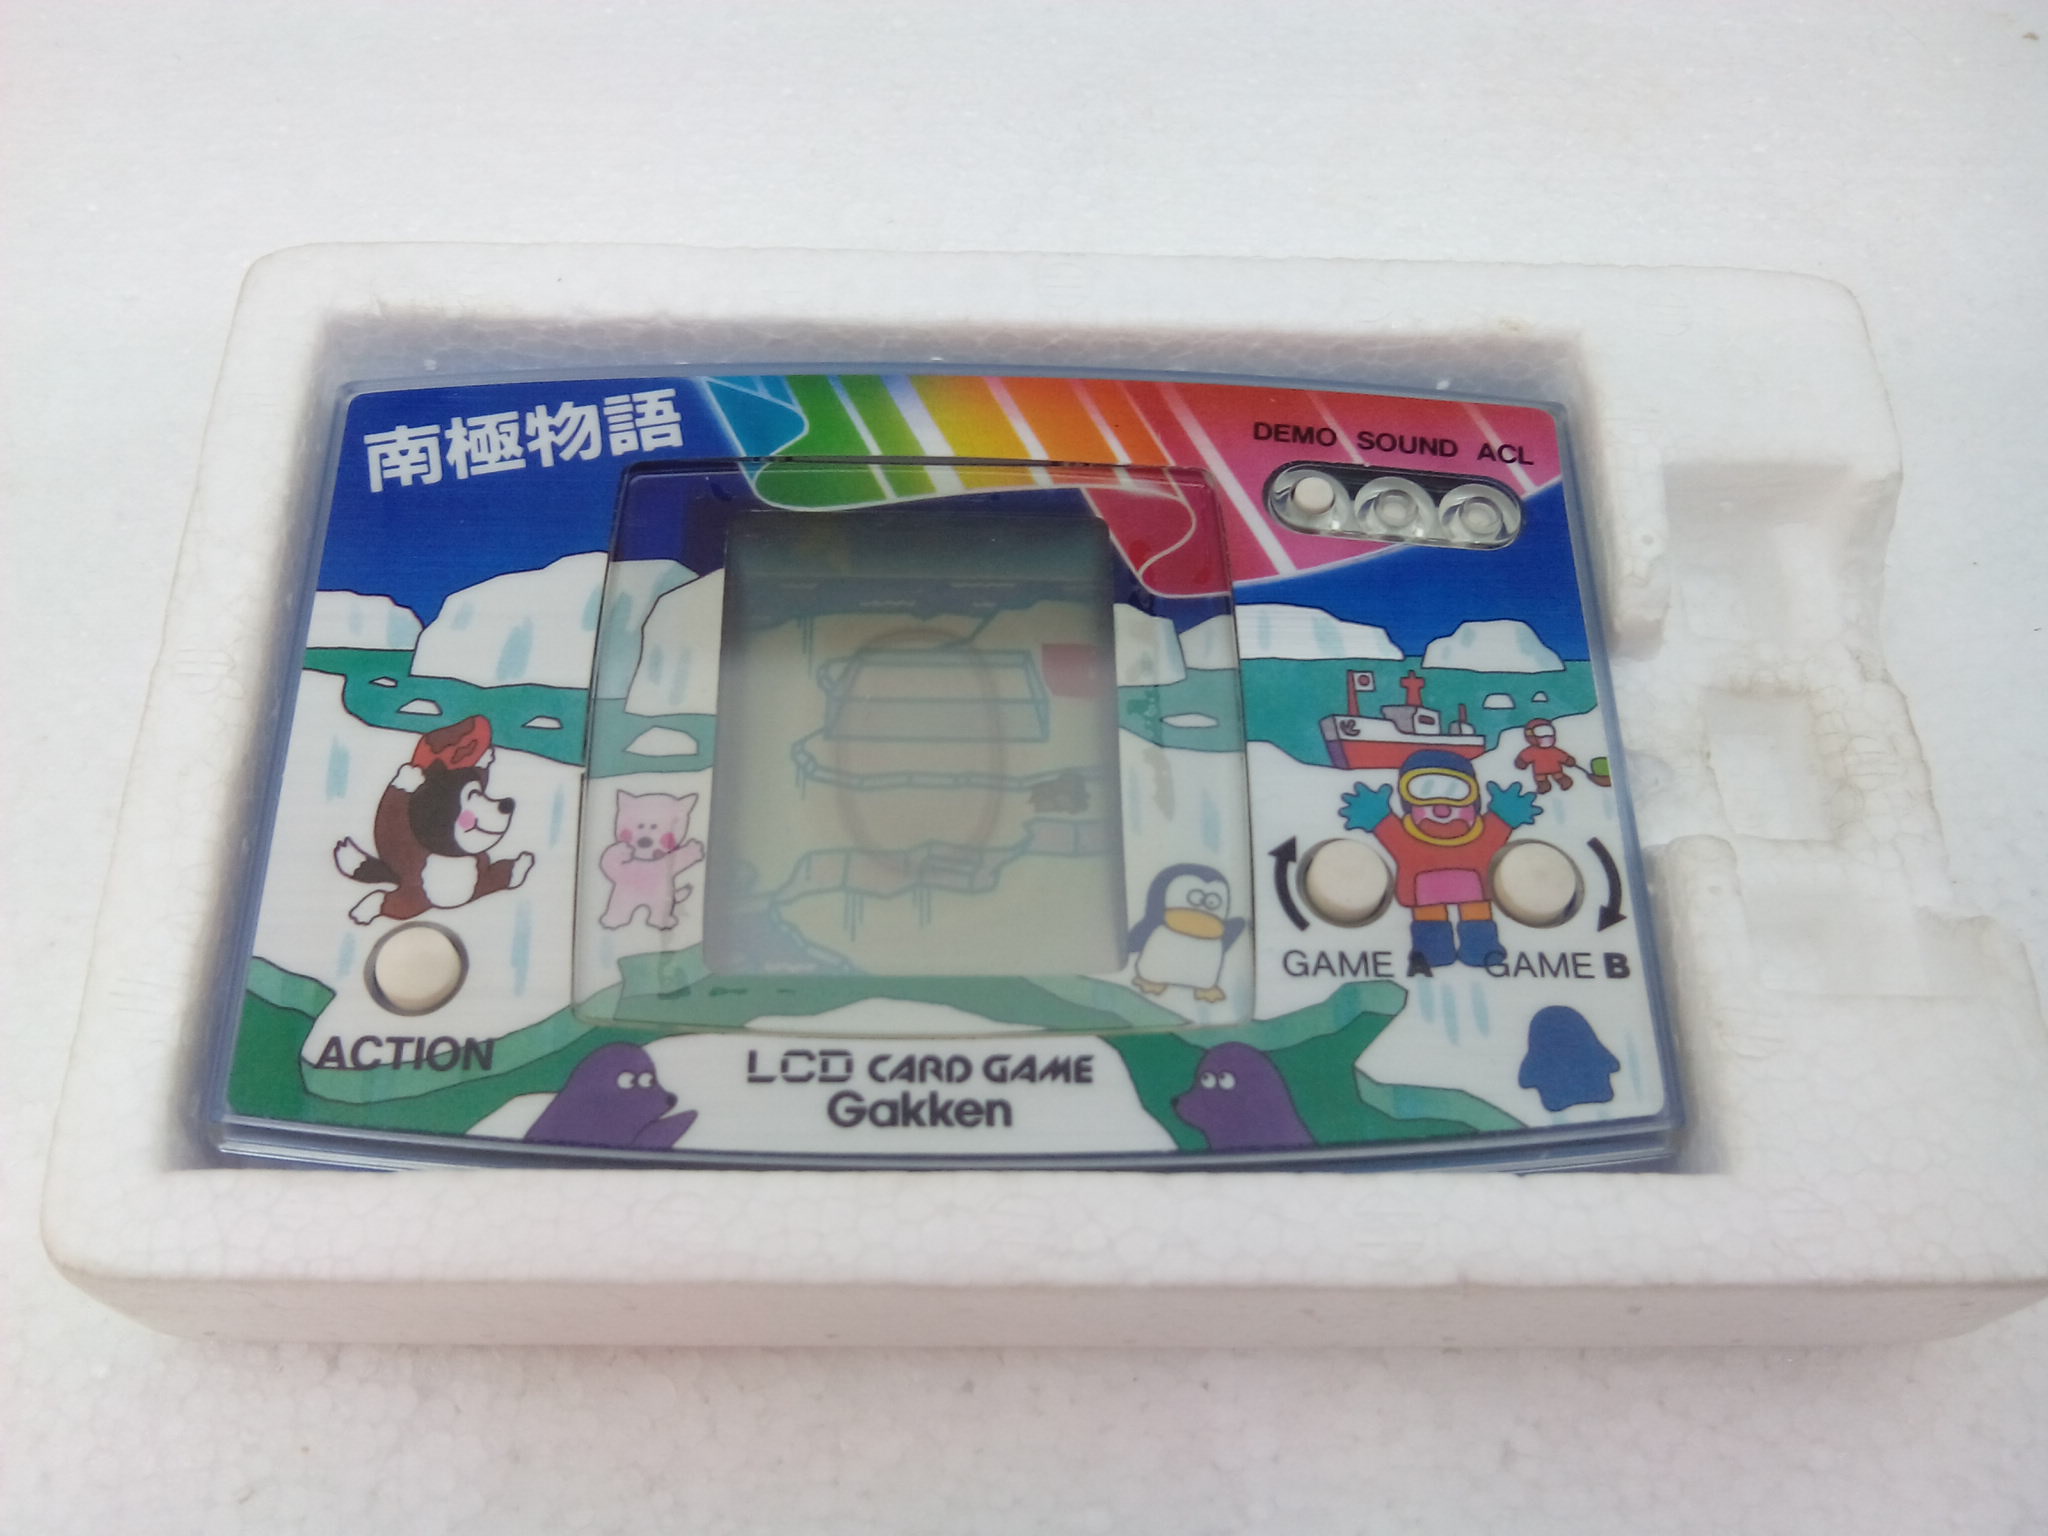 南極物語
DEMO SOUND ACL
GAME A GAME B
ACTION
LCD CARD GAME
Gakken